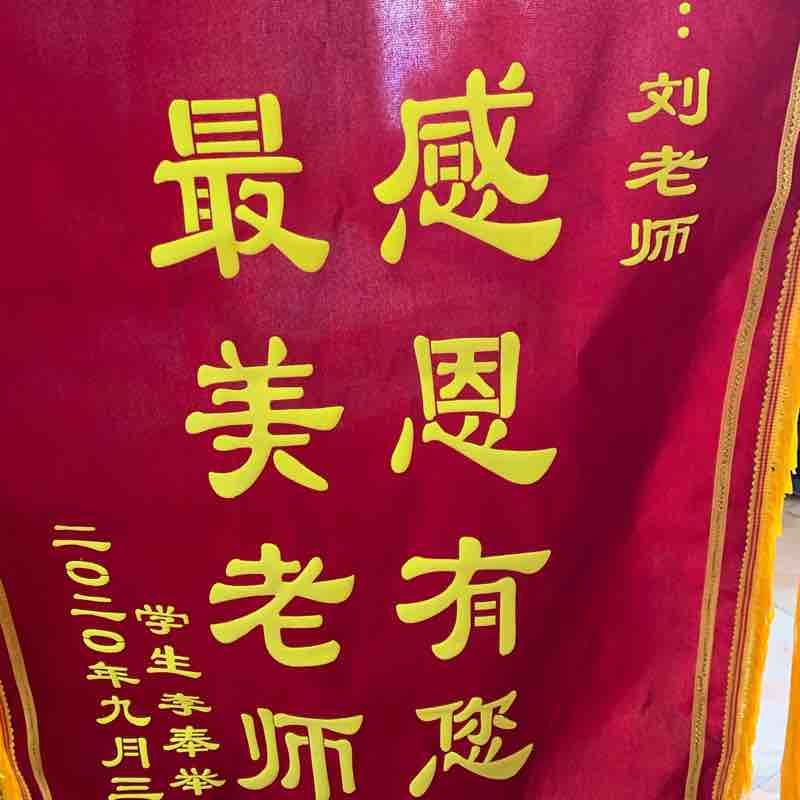 ：刘老师
感恩有您
最美老师
学生李奉举
二〇二〇年九月三